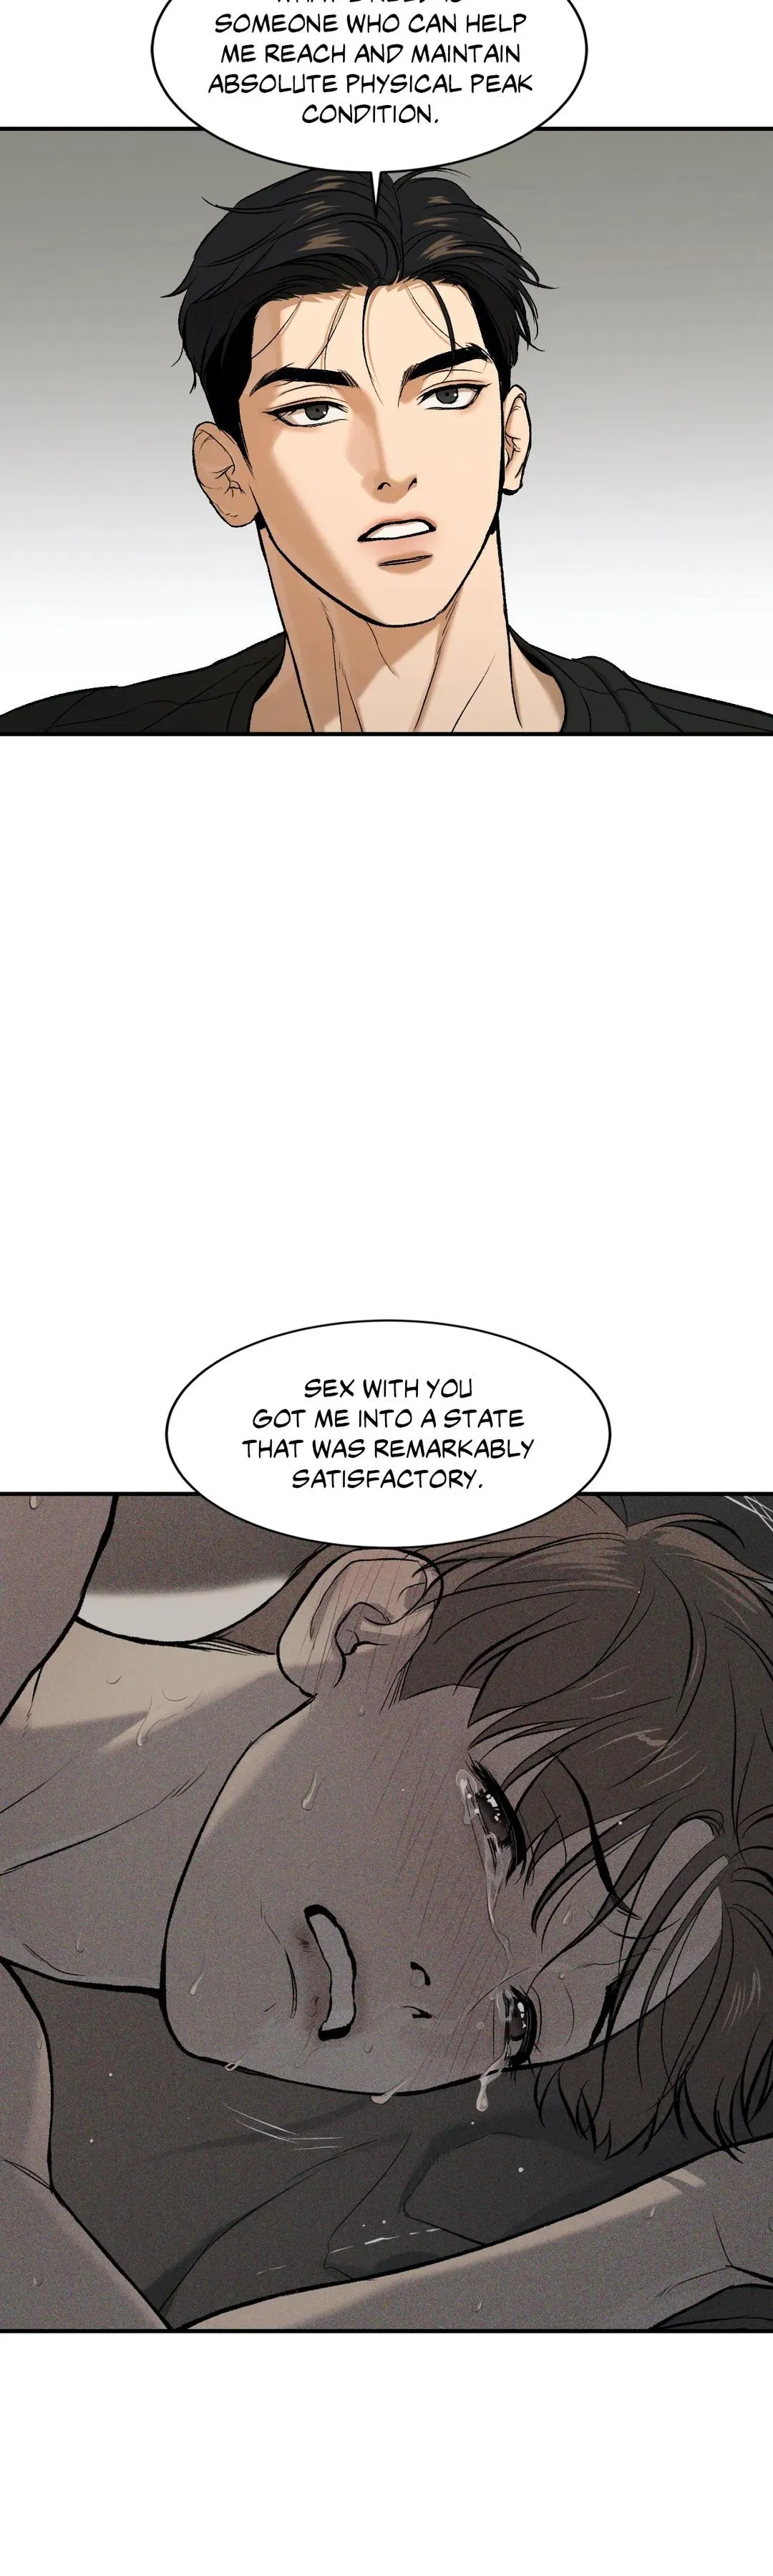 SOMEONE WHO CAN HELP
ME REACH AND MAINTAIN
ABSOLUTE PHYSICAL PEAK
CONDITION.
SEX WITH YOU
GOT ME INTO A STATE
THAT WAS REMARKABLY
SATISFACTORY.